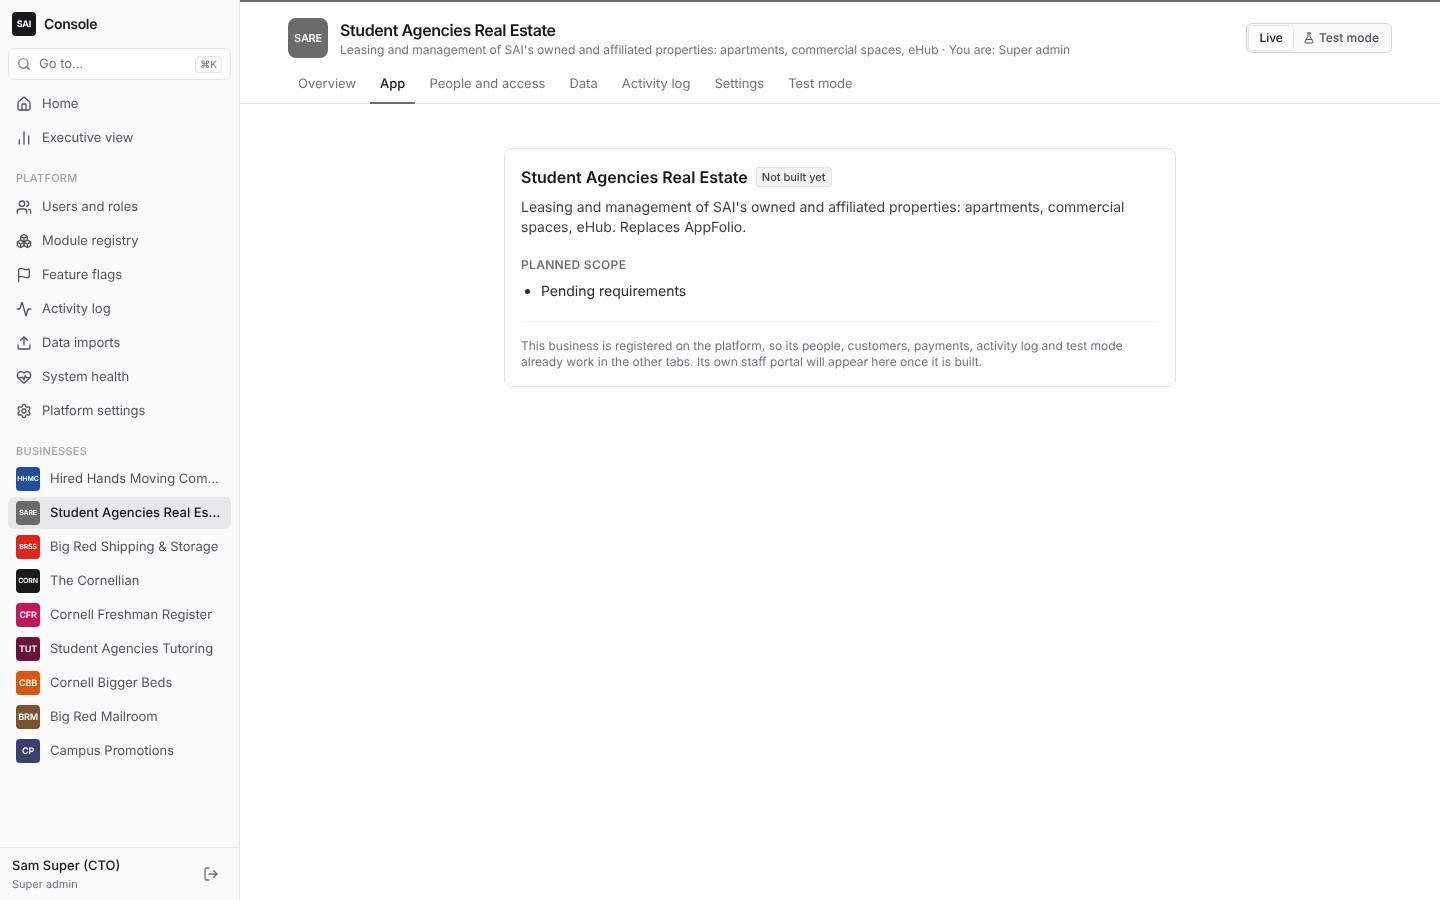 SAI Console
Go to... ⌘K
Home
Executive view
PLATFORM
Users and roles
Module registry
Feature flags
Activity log
Data imports
System health
Platform settings
BUSINESSES
HHMC Hired Hands Moving Com...
SARE Student Agencies Real Es...
BRSS Big Red Shipping & Storage
CORN The Cornellian
CFR Cornell Freshman Register
TUT Student Agencies Tutoring
CBB Cornell Bigger Beds
BRM Big Red Mailroom
CP Campus Promotions
Sam Super (CTO)
Super admin
SARE
Student Agencies Real Estate
Leasing and management of SAI's owned and affiliated properties: apartments, commercial spaces, eHub · You are: Super admin
Live Test mode
Overview App People and access Data Activity log Settings Test mode
Student Agencies Real Estate Not built yet
Leasing and management of SAI's owned and affiliated properties: apartments, commercial
spaces, eHub. Replaces AppFolio.
PLANNED SCOPE
• Pending requirements
This business is registered on the platform, so its people, customers, payments, activity log and test mode
already work in the other tabs. Its own staff portal will appear here once it is built.